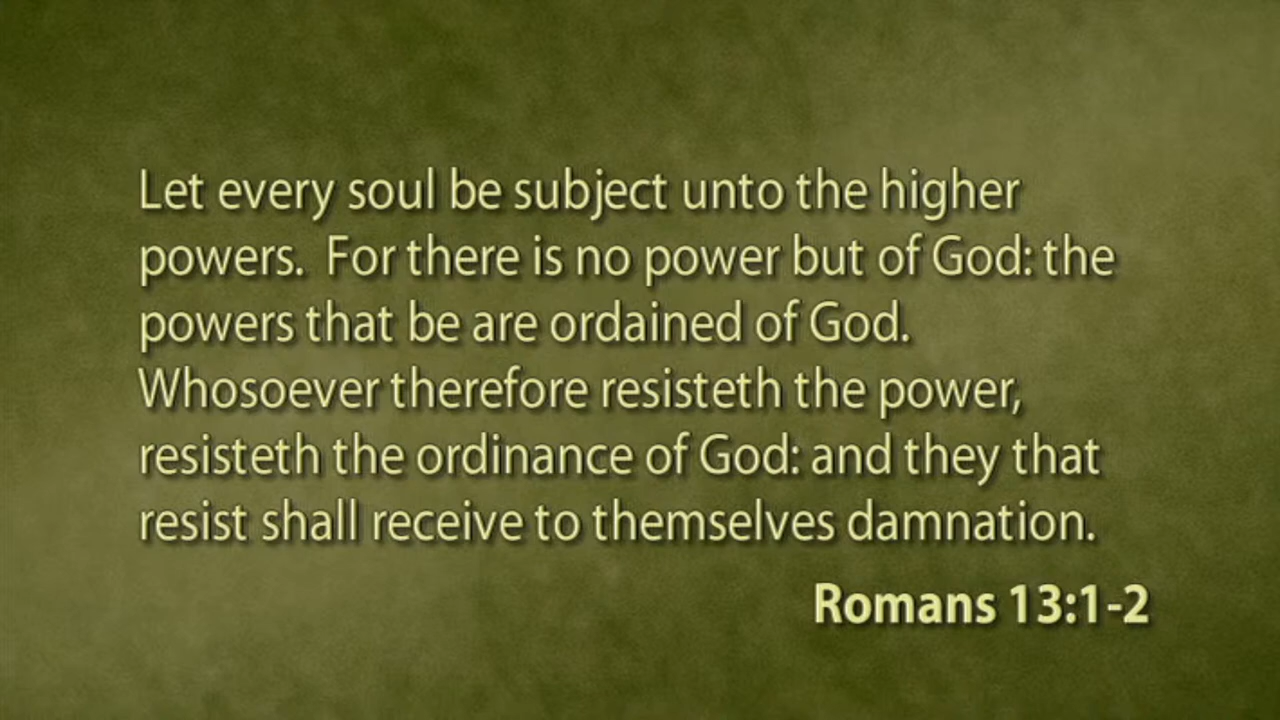 Let every soul be subject unto the higher
powers.  For there is no power but of God: the
powers that be are ordained of God.
Whosoever therefore resisteth the power,
resisteth the ordinance of God: and they that
resist shall receive to themselves damnation.
Romans 13:1-2